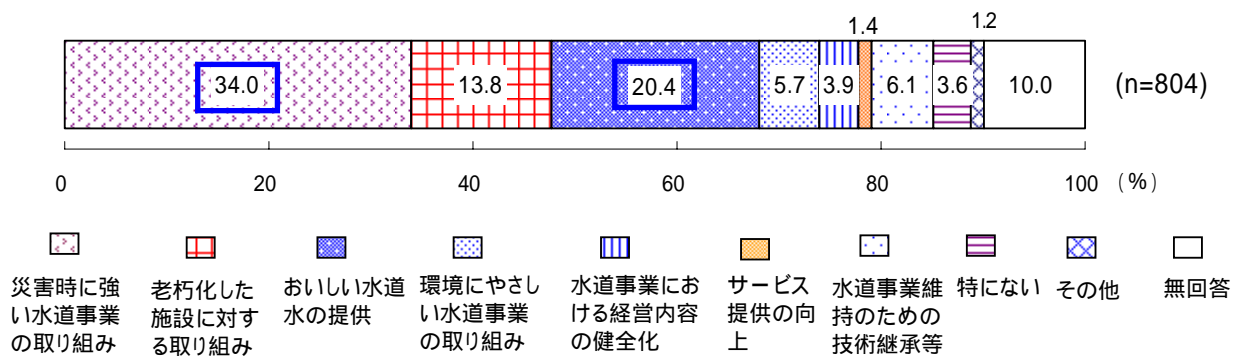 1.4
1.2
34.0
13.8
20.4
5.7
3.9
6.1
3.6
10.0
(n=804)
0
20
40
60
80
100
(%)
災害時に強
い水道事業
の取り組み
老朽化した
施設に対す
る取り組み
おいしい水道
水の提供
環境にやさし
い水道事業
の取り組み
水道事業にお
ける経営内容
の健全化
サービス
提供の向
上
水道事業維
持のための
技術継承等
特にない
その他
無回答